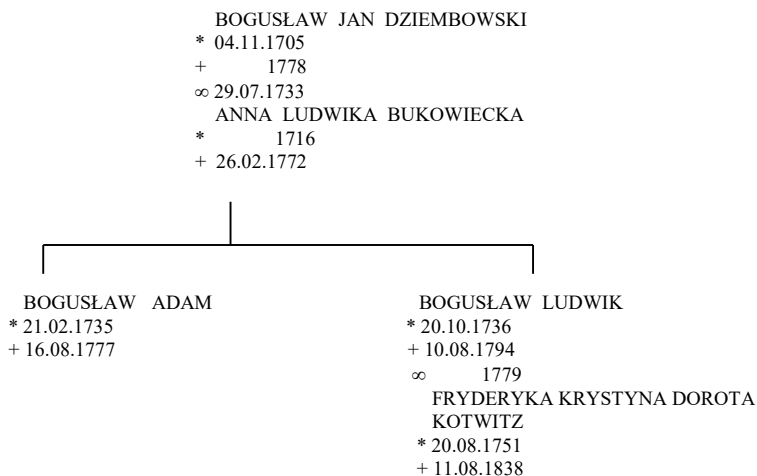 BOGUSŁAW JAN DZIEMBOWSKI
* 04.11.1705
+ 1778
∞ 29.07.1733
ANNA LUDWIKA BUKOWIECKA
* 1716
+ 26.02.1772
BOGUSŁAW ADAM
* 21.02.1735
+ 16.08.1777
BOGUSŁAW LUDWIK
* 20.10.1736
+ 10.08.1794
∞ 1779
FRYDERYKA KRYSTYNA DOROTA
KOTWITZ
* 20.08.1751
+ 11.08.1838